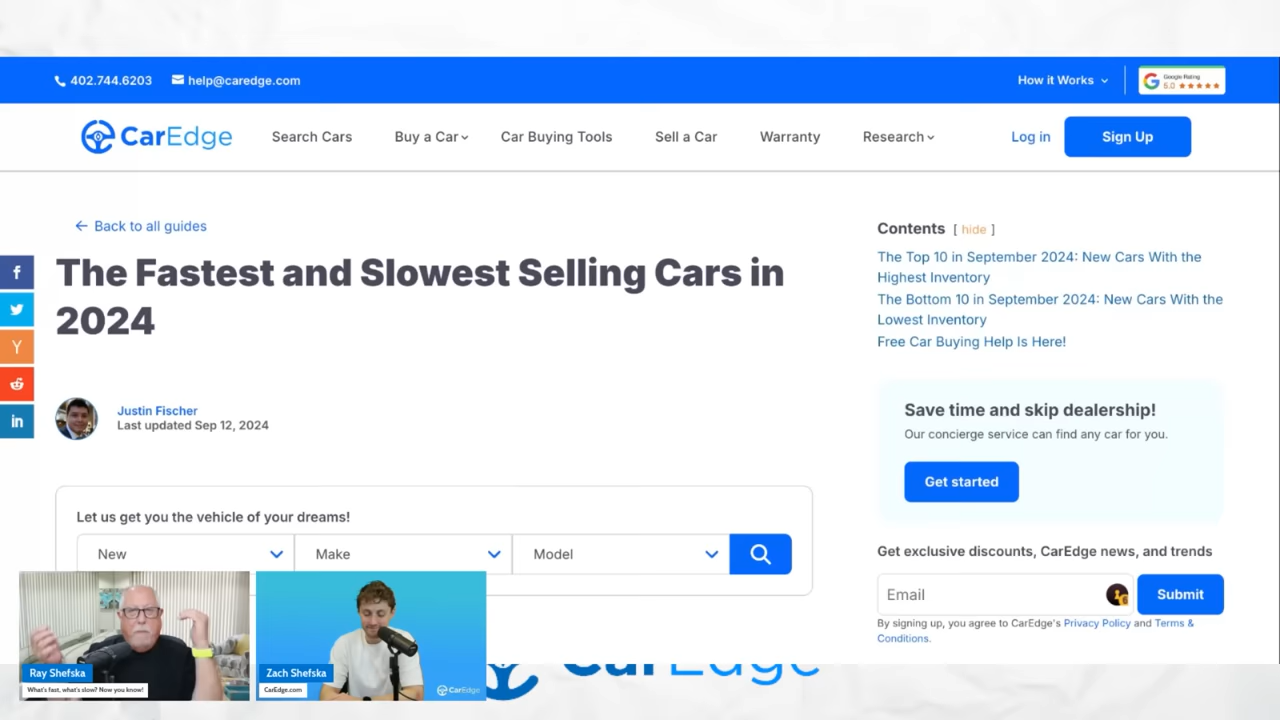 402.744.6203
help@caredge.com
How it Works
Google Rating
5.0
CarEdge
Search Cars
Buy a Car
Car Buying Tools
Sell a Car
Warranty
Research
Log in
Sign Up
← Back to all guides
The Fastest and Slowest Selling Cars in
2024
Justin Fischer
Last updated Sep 12, 2024
Let us get you the vehicle of your dreams!
New
Make
Model
Contents [ hide ]
The Top 10 in September 2024: New Cars With the
Highest Inventory
The Bottom 10 in September 2024: New Cars With the
Lowest Inventory
Free Car Buying Help Is Here!
Save time and skip dealership!
Our concierge service can find any car for you.
Get started
Get exclusive discounts, CarEdge news, and trends
Email
Submit
By signing up, you agree to CarEdge's Privacy Policy and Terms &
Conditions.
Ray Shefska
What's fast, what's slow? Now you know!
Zach Shefska
CarEdge.com
CarEdge
CarEdge